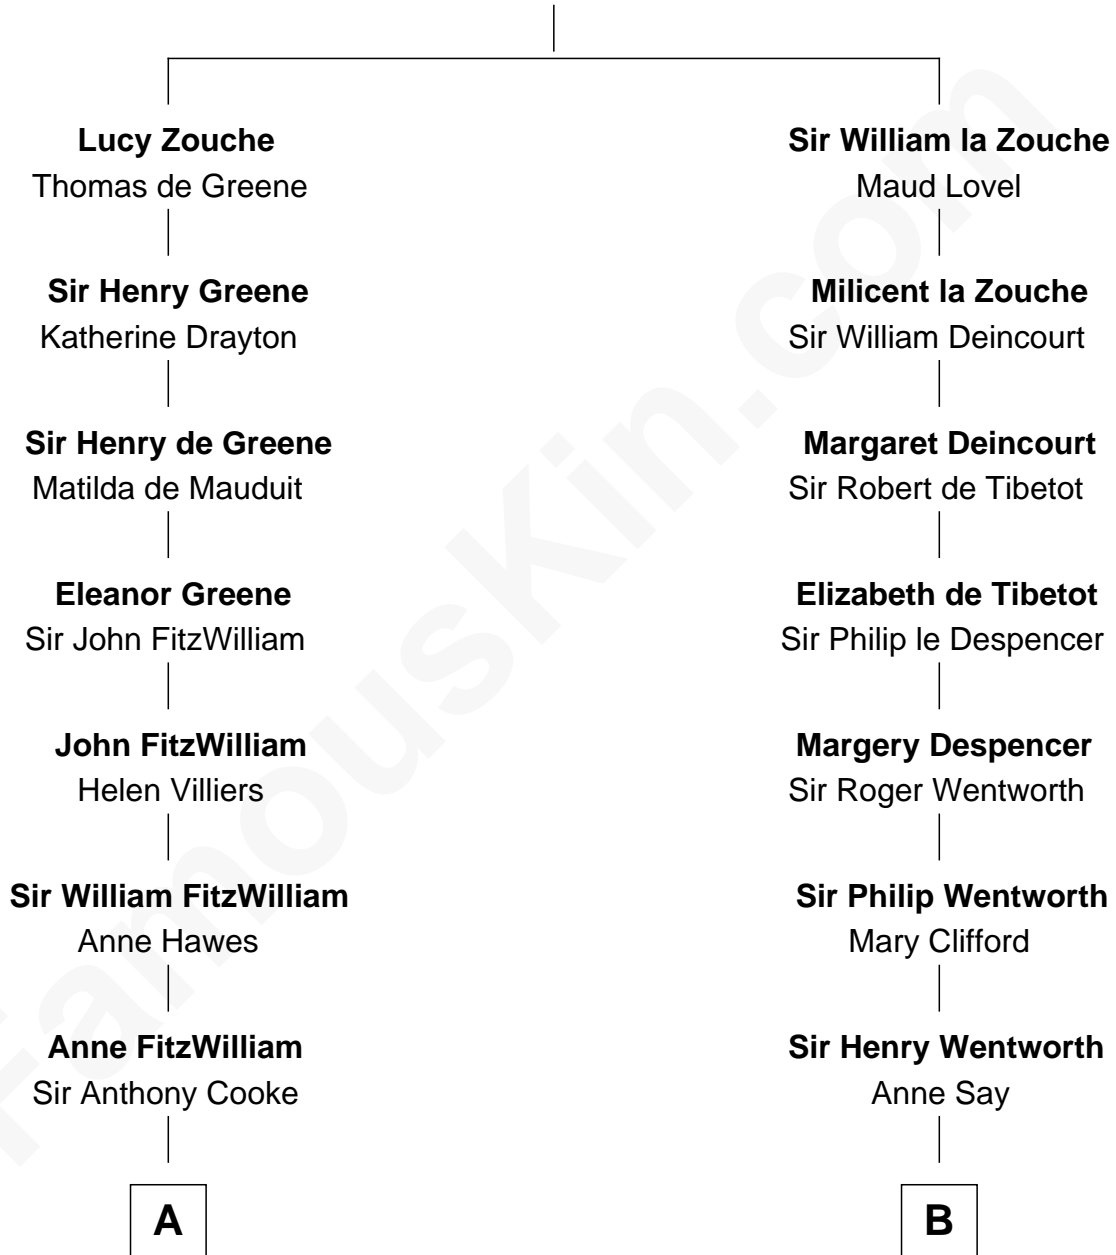 Lucy Zouche
Thomas de Greene
Sir Henry Greene
Katherine Drayton
Sir Henry de Greene
Matilda de Mauduit
Eleanor Greene
Sir John FitzWilliam
John FitzWilliam
Helen Villiers
Sir William FitzWilliam
Anne Hawes
Anne FitzWilliam
Sir Anthony Cooke
A
Sir William la Zouche
Maud Lovel
Milicent la Zouche
Sir William Deincourt
Margaret Deincourt
Sir Robert de Tibetot
Elizabeth de Tibetot
Sir Philip le Despencer
Margery Despencer
Sir Roger Wentworth
Sir Philip Wentworth
Mary Clifford
Sir Henry Wentworth
Anne Say
B
FamousKin.com